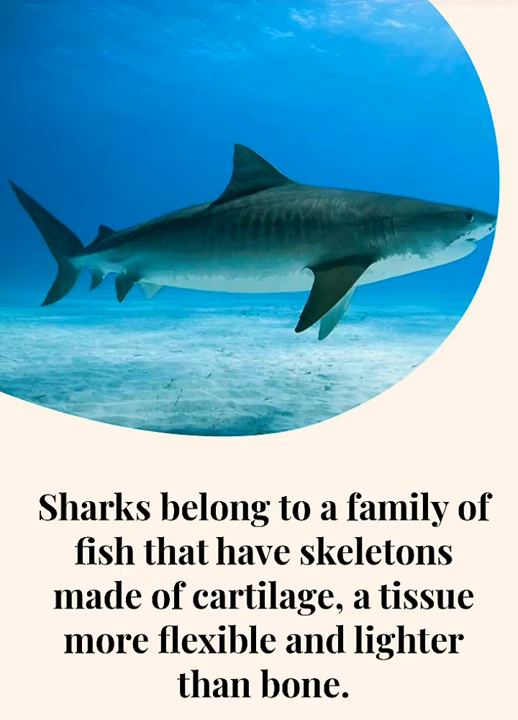 Sharks belong to a family of
fish that have skeletons
made of cartilage, a tissue
more flexible and lighter
than bone.